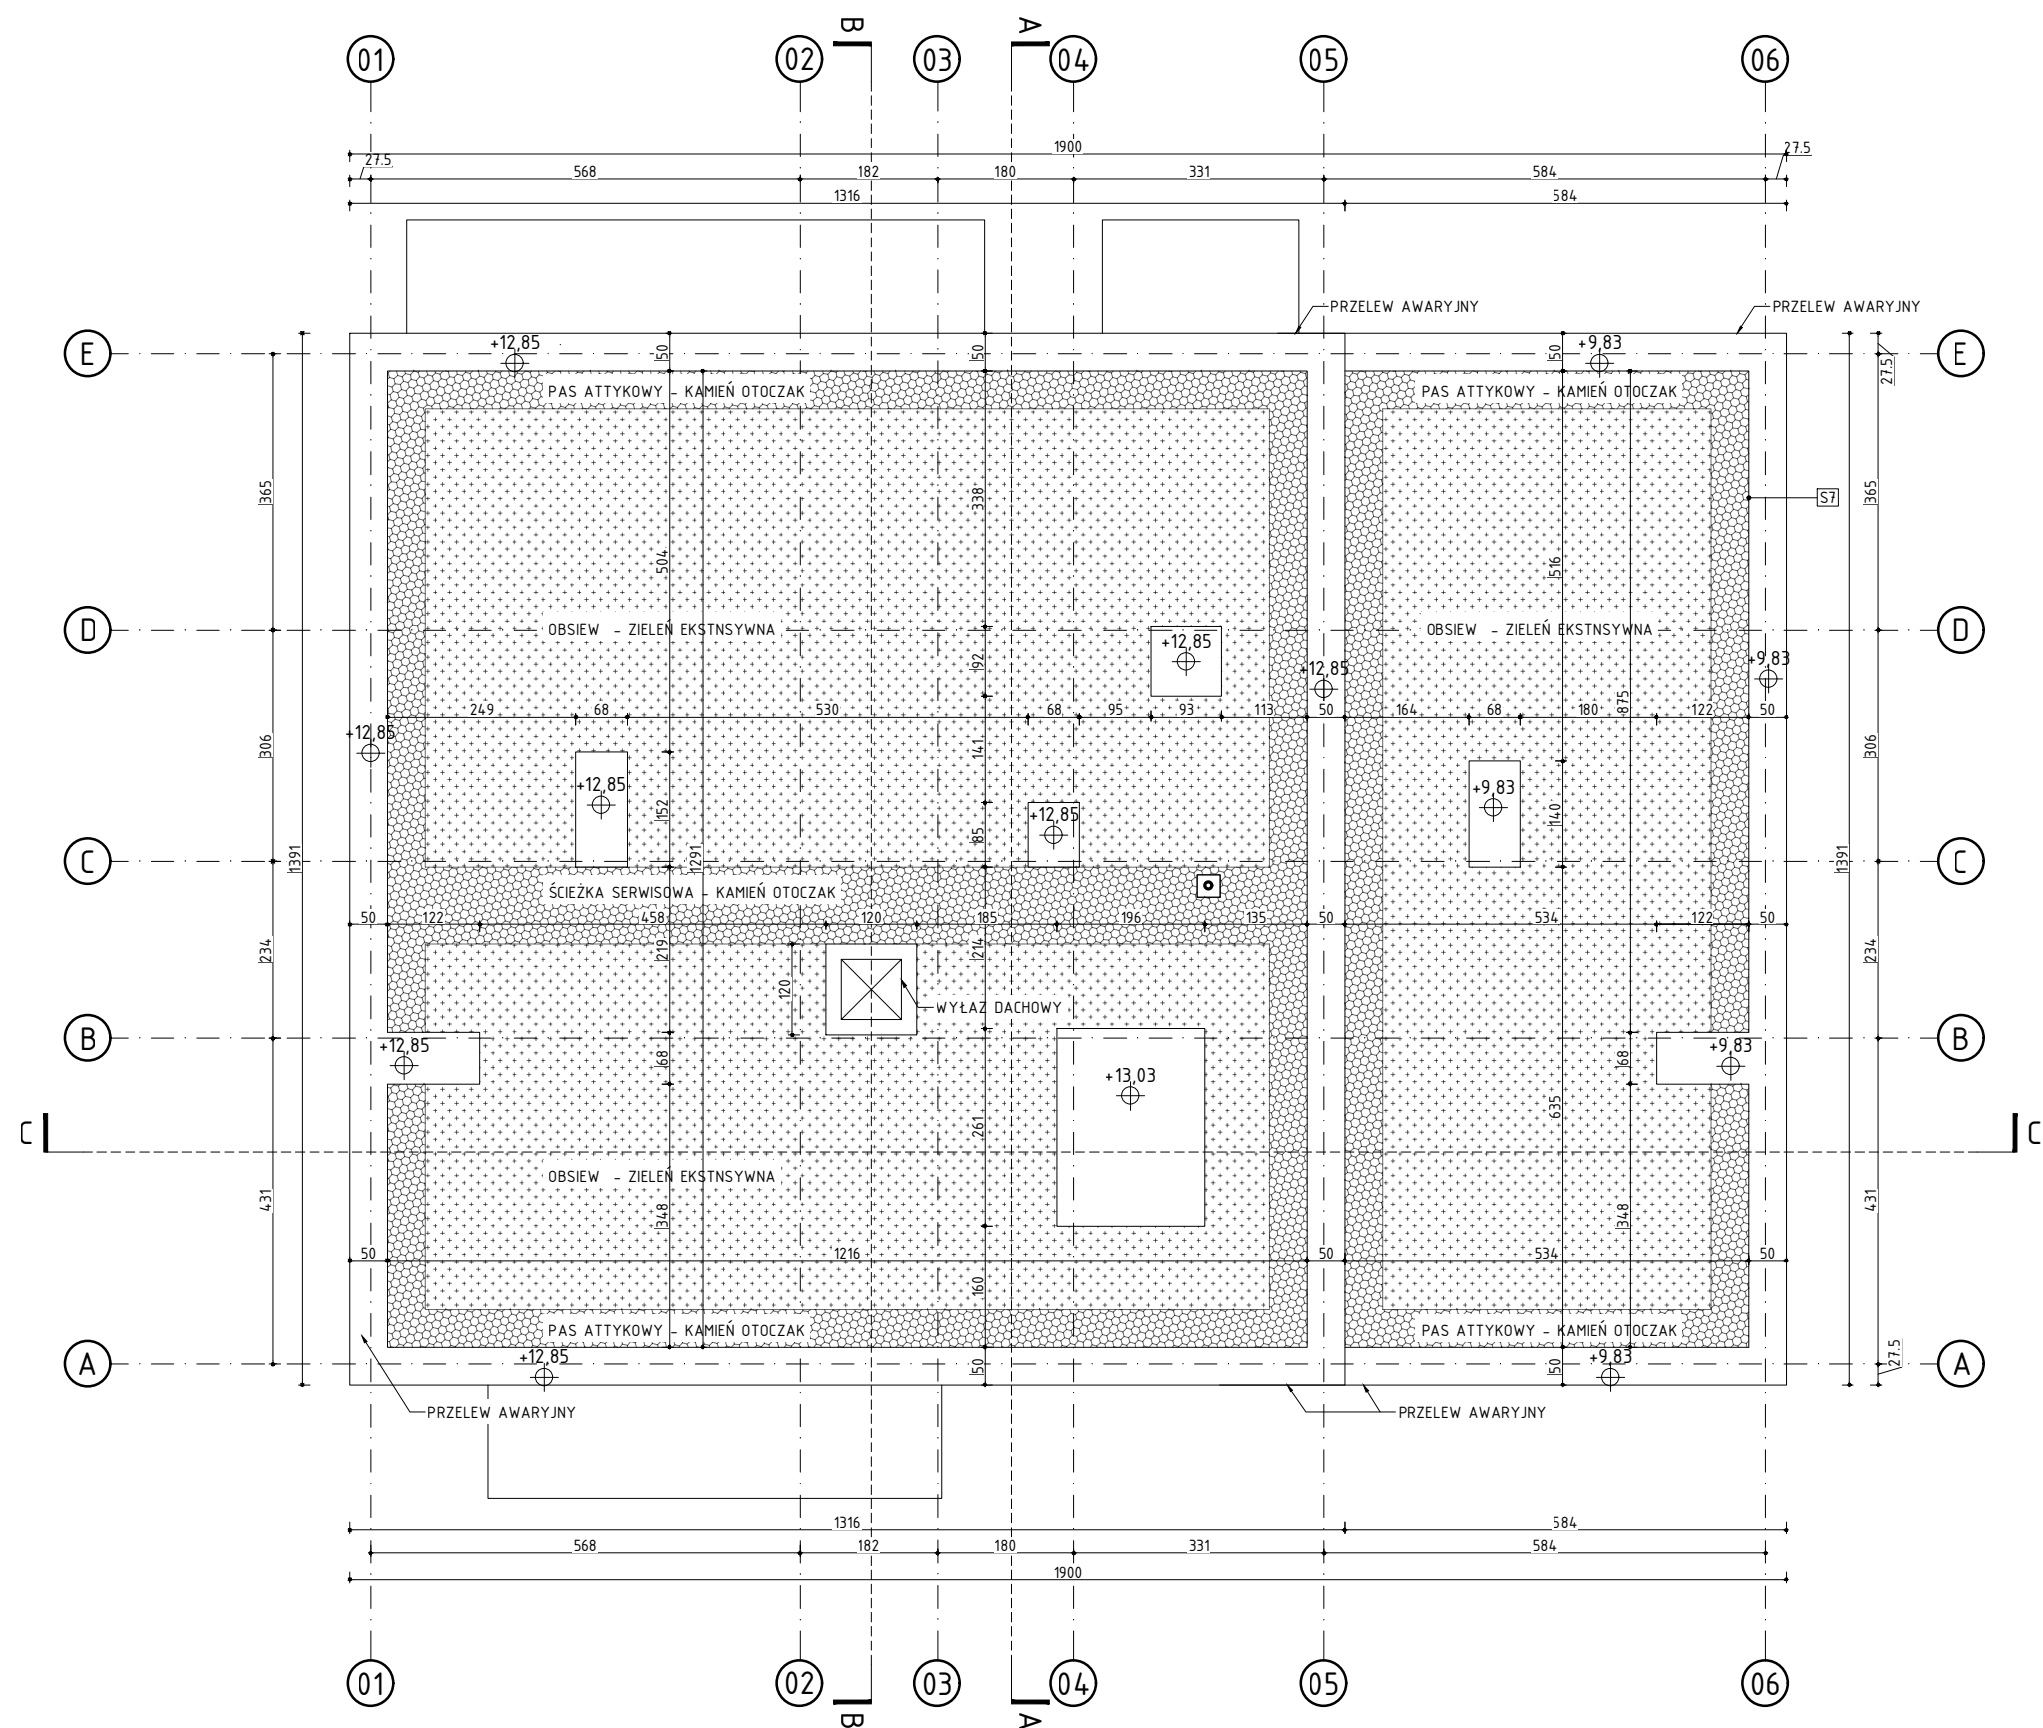 B A
01 02 03 04 05 06
1900
27.5 27.5
568 182 180 331 584
1316 584
PRZELEW AWARYJNY PRZELEW AWARYJNY
E +12,85 50 50 50 +9,83 E
27.5
PAS ATTYKOWY - KAMIEŃ OTOCZAK PAS ATTYKOWY - KAMIEŃ OTOCZAK
365 338 S7 365
504 516
D OBSIEW - ZIELEŃ EKSTNSYWNA OBSIEW - ZIELEŃ EKSTNSYWNA D
+12,85
92 +12,85 +9,83
875
249 68 530 68 95 93 113 50 164 68 180 122 50
+12,85
306 141 306
+12,85 +9,83
152 +12,85 140
85
1391 1291 1391
C C
ŚCIEŻKA SERWISOWA - KAMIEŃ OTOCZAK
50 122 458 120 185 196 135 50 534 122 50
234 219 214 234
120
WYŁAZ DACHOWY
B +12,85 +9,83 B
68 68
+13,03
635
261
C C
OBSIEW - ZIELEŃ EKSTNSYWNA
431 348 348 431
50 1216 50 534 50
160
PAS ATTYKOWY - KAMIEŃ OTOCZAK PAS ATTYKOWY - KAMIEŃ OTOCZAK
27.5
A +12,85 50 50 +9,83 A
PRZELEW AWARYJNY PRZELEW AWARYJNY
1316 584
568 182 180 331 584
1900
01 02 03 04 05 06
B A